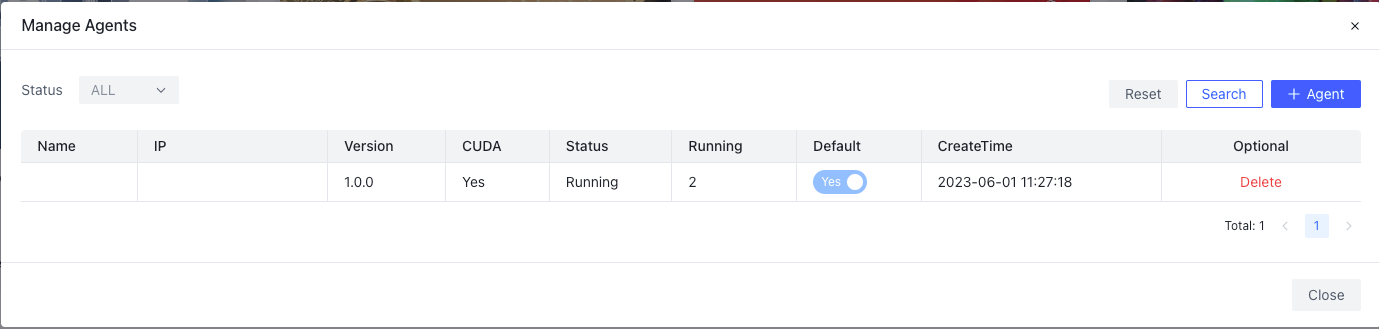 Manage Agents
Status ALL
Reset Search + Agent
Name IP Version CUDA Status Running Default CreateTime Optional
1.0.0 Yes Running 2 Yes 2023-06-01 11:27:18 Delete
Total: 1 1
Close